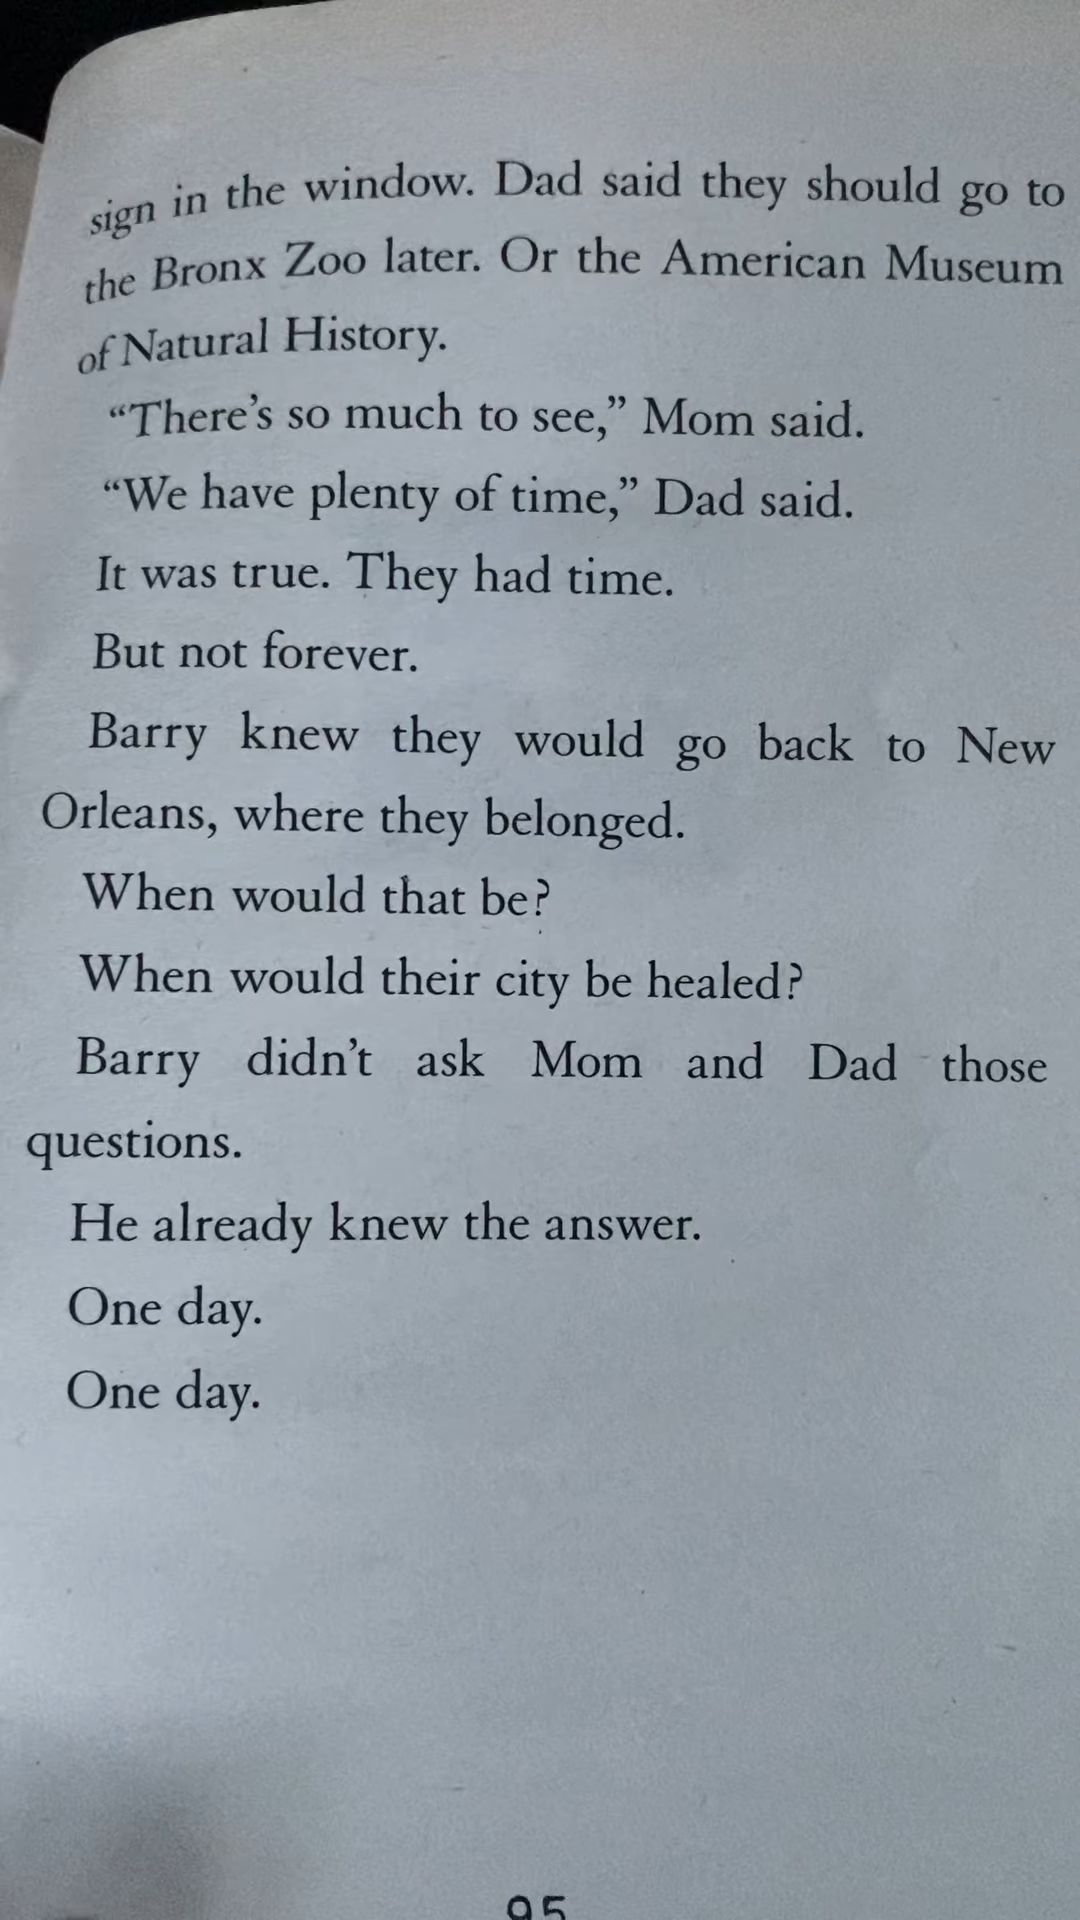 sign in the window. Dad said they should go to
the Bronx Zoo later. Or the American Museum
of Natural History.
“There’s so much to see,” Mom said.
“We have plenty of time,” Dad said.
It was true. They had time.
But not forever.
Barry knew they would go back to New
Orleans, where they belonged.
When would that be?
When would their city be healed?
Barry didn’t ask Mom and Dad those
questions.
He already knew the answer.
One day.
One day.
95